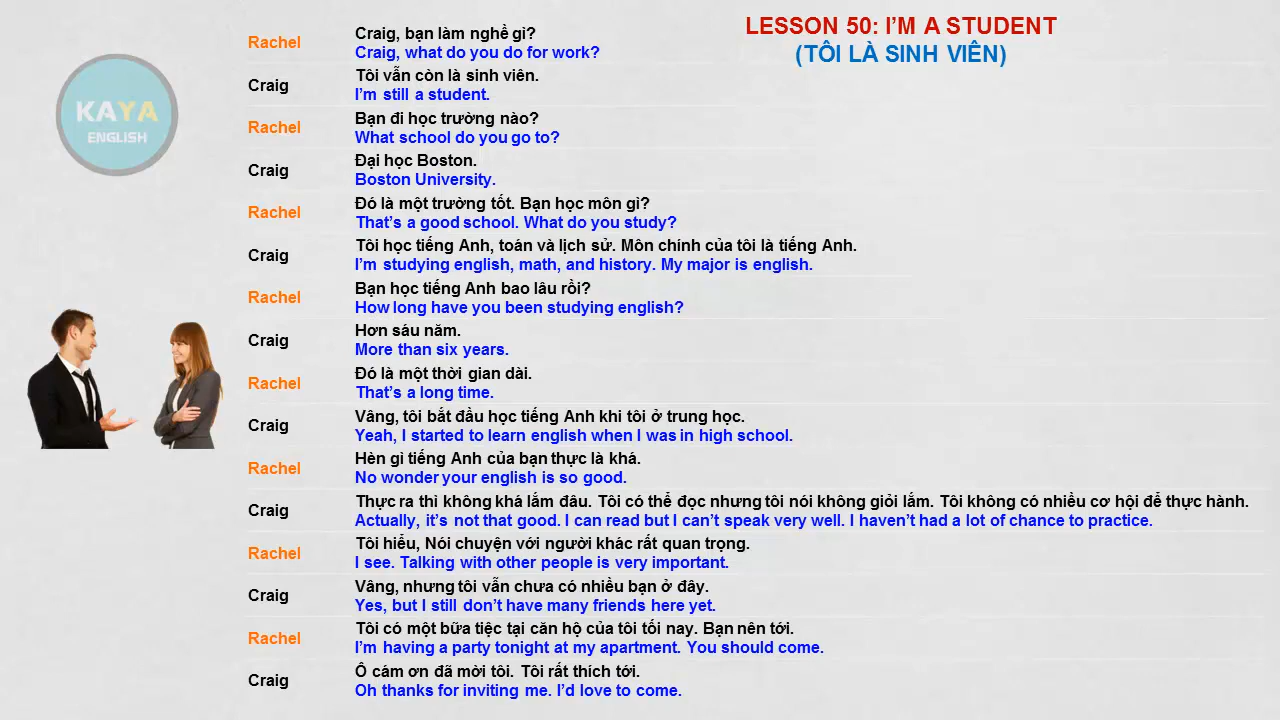 LESSON 50: I'M A STUDENT
(TÔI LÀ SINH VIÊN)
KAYA
ENGLISH
Rachel
Craig, bạn làm nghề gì?
Craig, what do you do for work?
Craig
Tôi vẫn còn là sinh viên.
I'm still a student.
Rachel
Bạn đi học trường nào?
What school do you go to?
Craig
Đại học Boston.
Boston University.
Rachel
Đó là một trường tốt. Bạn học môn gì?
That's a good school. What do you study?
Craig
Tôi học tiếng Anh, toán và lịch sử. Môn chính của tôi là tiếng Anh.
I'm studying english, math, and history. My major is english.
Rachel
Bạn học tiếng Anh bao lâu rồi?
How long have you been studying english?
Craig
Hơn sáu năm.
More than six years.
Rachel
Đó là một thời gian dài.
That's a long time.
Craig
Vâng, tôi bắt đầu học tiếng Anh khi tôi ở trung học.
Yeah, I started to learn english when I was in high school.
Rachel
Hèn gì tiếng Anh của bạn thực là khá.
No wonder your english is so good.
Craig
Thực ra thì không khá lắm đâu. Tôi có thể đọc nhưng tôi nói không giỏi lắm. Tôi không có nhiều cơ hội để thực hành.
Actually, it's not that good. I can read but I can't speak very well. I haven't had a lot of chance to practice.
Rachel
Tôi hiểu, Nói chuyện với người khác rất quan trọng.
I see. Talking with other people is very important.
Craig
Vâng, nhưng tôi vẫn chưa có nhiều bạn ở đây.
Yes, but I still don't have many friends here yet.
Rachel
Tôi có một bữa tiệc tại căn hộ của tôi tối nay. Bạn nên tới.
I'm having a party tonight at my apartment. You should come.
Craig
Ô cám ơn đã mời tôi. Tôi rất thích tới.
Oh thanks for inviting me. I'd love to come.